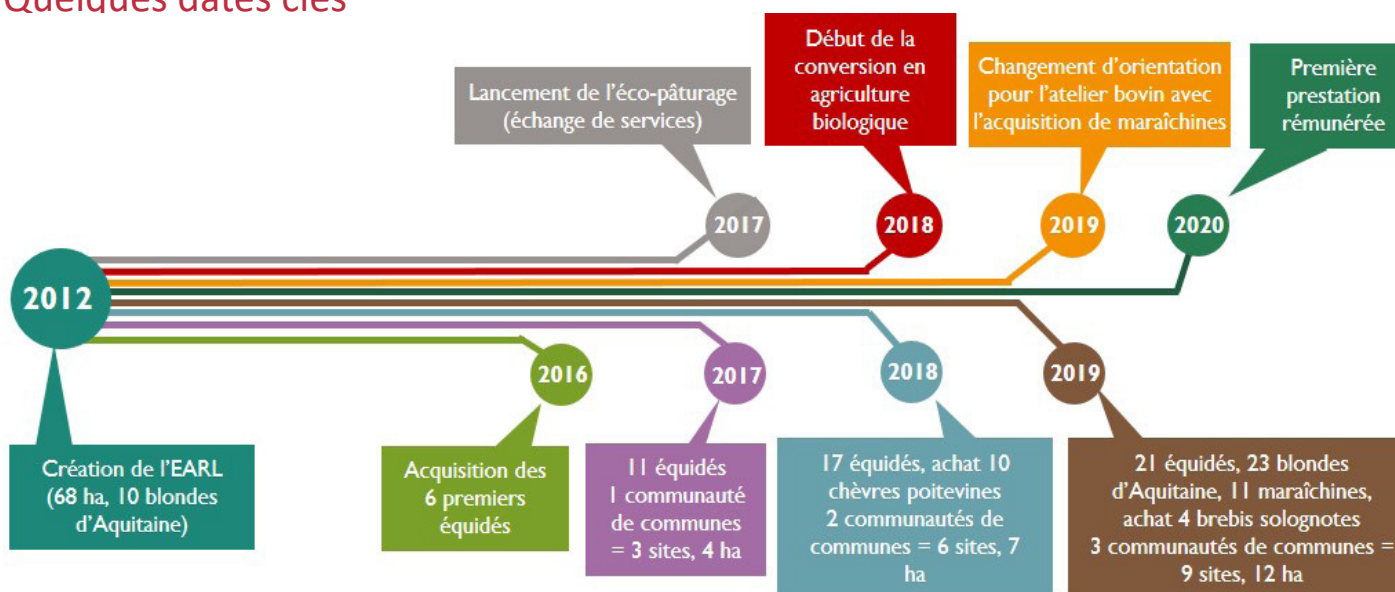 Quelques dates clés
Lancement de l'éco-pâturage
(échange de services)
Début de la
conversion en
agriculture
biologique
Changement d'orientation
pour l'atelier bovin avec
l'acquisition de maraîchines
Première
prestation
rémunérée
2017
2018
2019
2020
2012
2016
2017
2018
2019
Création de l'EARL
(68 ha, 10 blondes
d'Aquitaine)
Acquisition des
6 premiers
équidés
11 équidés
1 communauté
de communes
= 3 sites, 4 ha
17 équidés, achat 10
chèvres poitevines
2 communautés de
communes = 6 sites, 7
ha
21 équidés, 23 blondes
d'Aquitaine, 11 maraîchines,
achat 4 brebis solognotes
3 communautés de communes =
9 sites, 12 ha